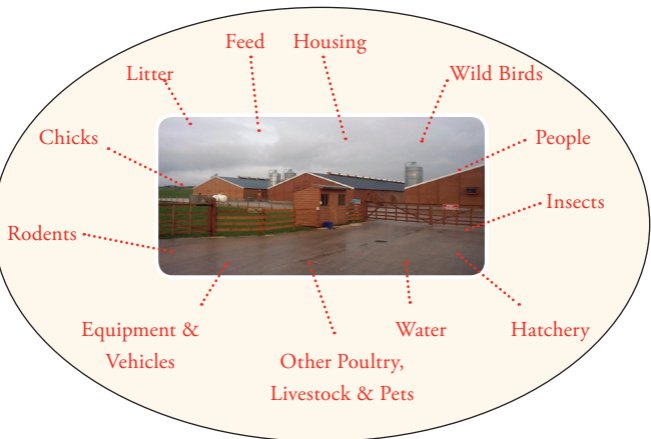 Feed
Housing
Litter
Wild Birds
Chicks
People
Insects
Rodents
Equipment &
Vehicles
Other Poultry,
Livestock & Pets
Water
Hatchery